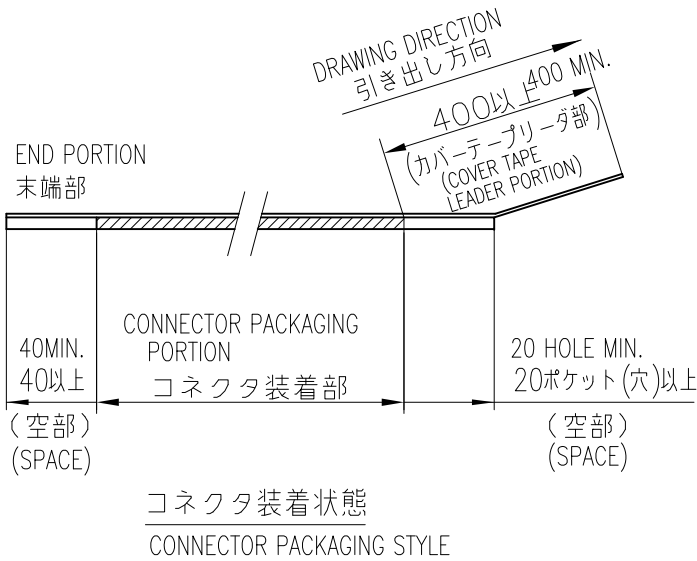 DRAWING DIRECTION
引き出し方向
400以上 400 MIN.
(カバーテープリーダ部)
(COVER TAPE
LEADER PORTION)
END PORTION
末端部
CONNECTOR PACKAGING
PORTION
コネクタ装着部
40MIN.
40以上
(空部)
(SPACE)
20 HOLE MIN.
20ポケット(穴)以上
(空部)
(SPACE)
コネクタ装着状態
CONNECTOR PACKAGING STYLE